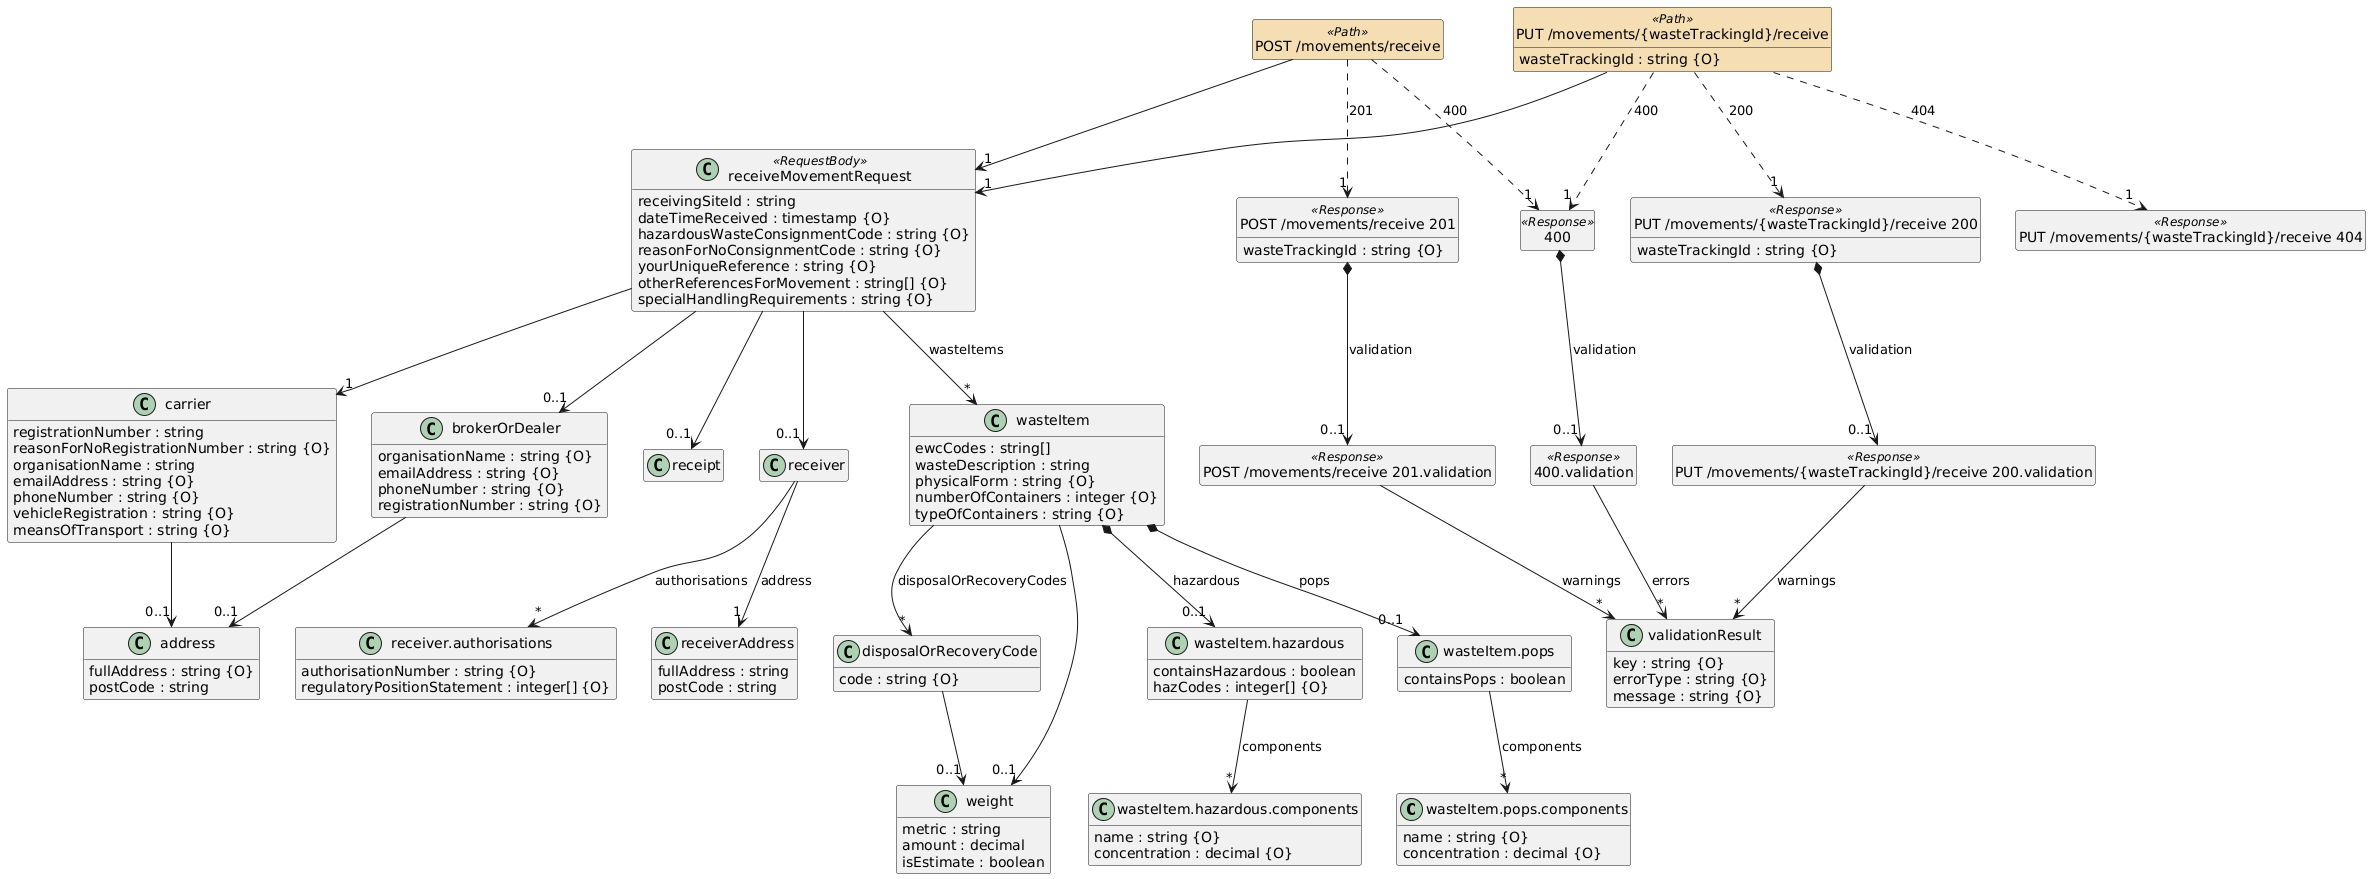 «Path»
POST /movements/receive
«Path»
PUT /movements/{wasteTrackingId}/receive
wasteTrackingId : string {O}
201
400
400
200
404
1
1
1
1
1
1
1
C
«RequestBody»
receiveMovementRequest
receivingSiteId : string
dateTimeReceived : timestamp {O}
hazardousWasteConsignmentCode : string {O}
reasonForNoConsignmentCode : string {O}
yourUniqueReference : string {O}
otherReferencesForMovement : string[] {O}
specialHandlingRequirements : string {O}
«Response»
POST /movements/receive 201
wasteTrackingId : string {O}
«Response»
400
«Response»
PUT /movements/{wasteTrackingId}/receive 200
wasteTrackingId : string {O}
«Response»
PUT /movements/{wasteTrackingId}/receive 404
wasteItems
validation
validation
validation
1
0..1
0..1
0..1
*
0..1
0..1
0..1
C carrier
registrationNumber : string
reasonForNoRegistrationNumber : string {O}
organisationName : string
emailAddress : string {O}
phoneNumber : string {O}
vehicleRegistration : string {O}
meansOfTransport : string {O}
C brokerOrDealer
organisationName : string {O}
emailAddress : string {O}
phoneNumber : string {O}
registrationNumber : string {O}
C receipt
C receiver
C wasteItem
ewcCodes : string[]
wasteDescription : string
physicalForm : string {O}
numberOfContainers : integer {O}
typeOfContainers : string {O}
«Response»
POST /movements/receive 201.validation
«Response»
400.validation
«Response»
PUT /movements/{wasteTrackingId}/receive 200.validation
authorisations
address
disposalOrRecoveryCodes
hazardous
pops
warnings
errors
warnings
0..1
0..1
*
1
*
0..1
0..1
*
*
*
C address
fullAddress : string {O}
postCode : string
C receiver.authorisations
authorisationNumber : string {O}
regulatoryPositionStatement : integer[] {O}
C receiverAddress
fullAddress : string
postCode : string
C disposalOrRecoveryCode
code : string {O}
C wasteItem.hazardous
containsHazardous : boolean
hazCodes : integer[] {O}
C wasteItem.pops
containsPops : boolean
C validationResult
key : string {O}
errorType : string {O}
message : string {O}
components
components
0..1
0..1
*
*
C weight
metric : string
amount : decimal
isEstimate : boolean
C wasteItem.hazardous.components
name : string {O}
concentration : decimal {O}
C wasteItem.pops.components
name : string {O}
concentration : decimal {O}